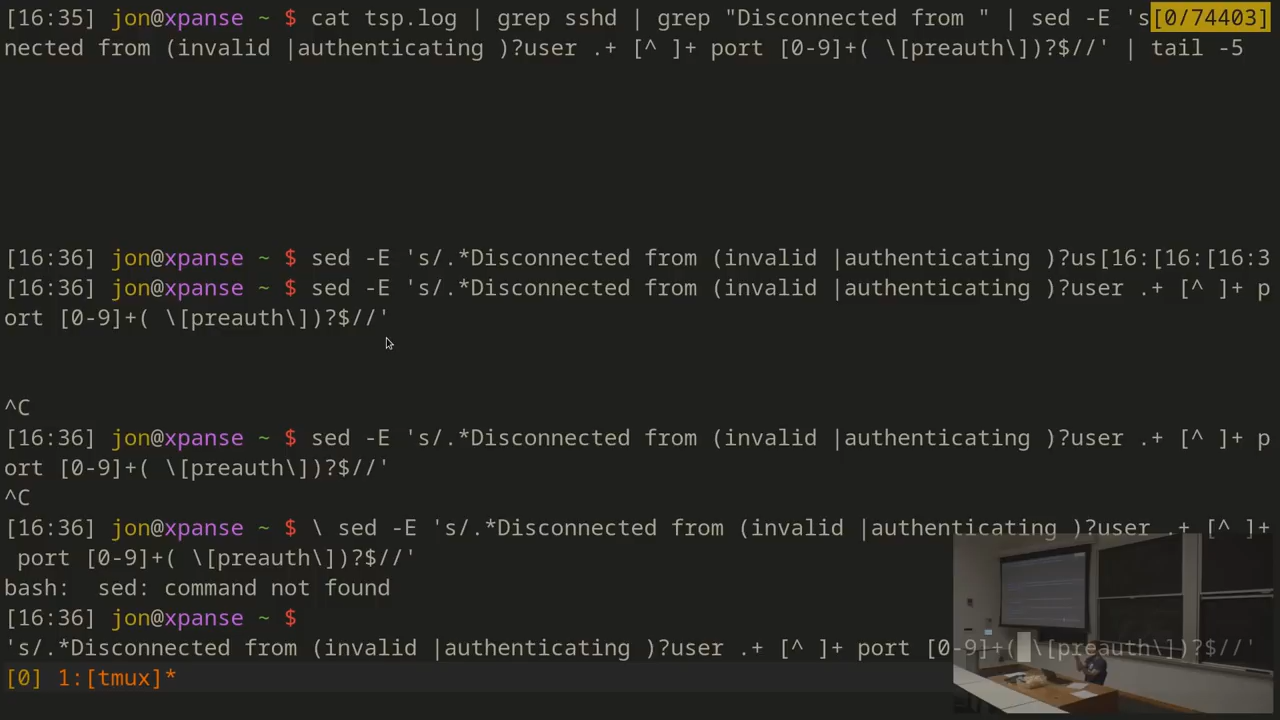 [16:35] jon@xpanse ~ $ cat tsp.log | grep sshd | grep "Disconnected from " | sed -E 's[0/74403]
nected from (invalid |authenticating )?user .+ [^ ]+ port [0-9]+( \[preauth\])?$//' | tail -5
[16:36] jon@xpanse ~ $ sed -E 's/.*Disconnected from (invalid |authenticating )?us[16:[16:[16:3
[16:36] jon@xpanse ~ $ sed -E 's/.*Disconnected from (invalid |authenticating )?user .+ [^ ]+ p
ort [0-9]+( \[preauth\])?$//'
^C
[16:36] jon@xpanse ~ $ sed -E 's/.*Disconnected from (invalid |authenticating )?user .+ [^ ]+ p
ort [0-9]+( \[preauth\])?$//'
^C
[16:36] jon@xpanse ~ $ \ sed -E 's/.*Disconnected from (invalid |authenticating )?user .+ [^ ]+
 port [0-9]+( \[preauth\])?$//'
bash:  sed: command not found
[16:36] jon@xpanse ~ $
's/.*Disconnected from (invalid |authenticating )?user .+ [^ ]+ port [0-9]+( \[preauth\])?$//'
[0] 1:[tmux]*